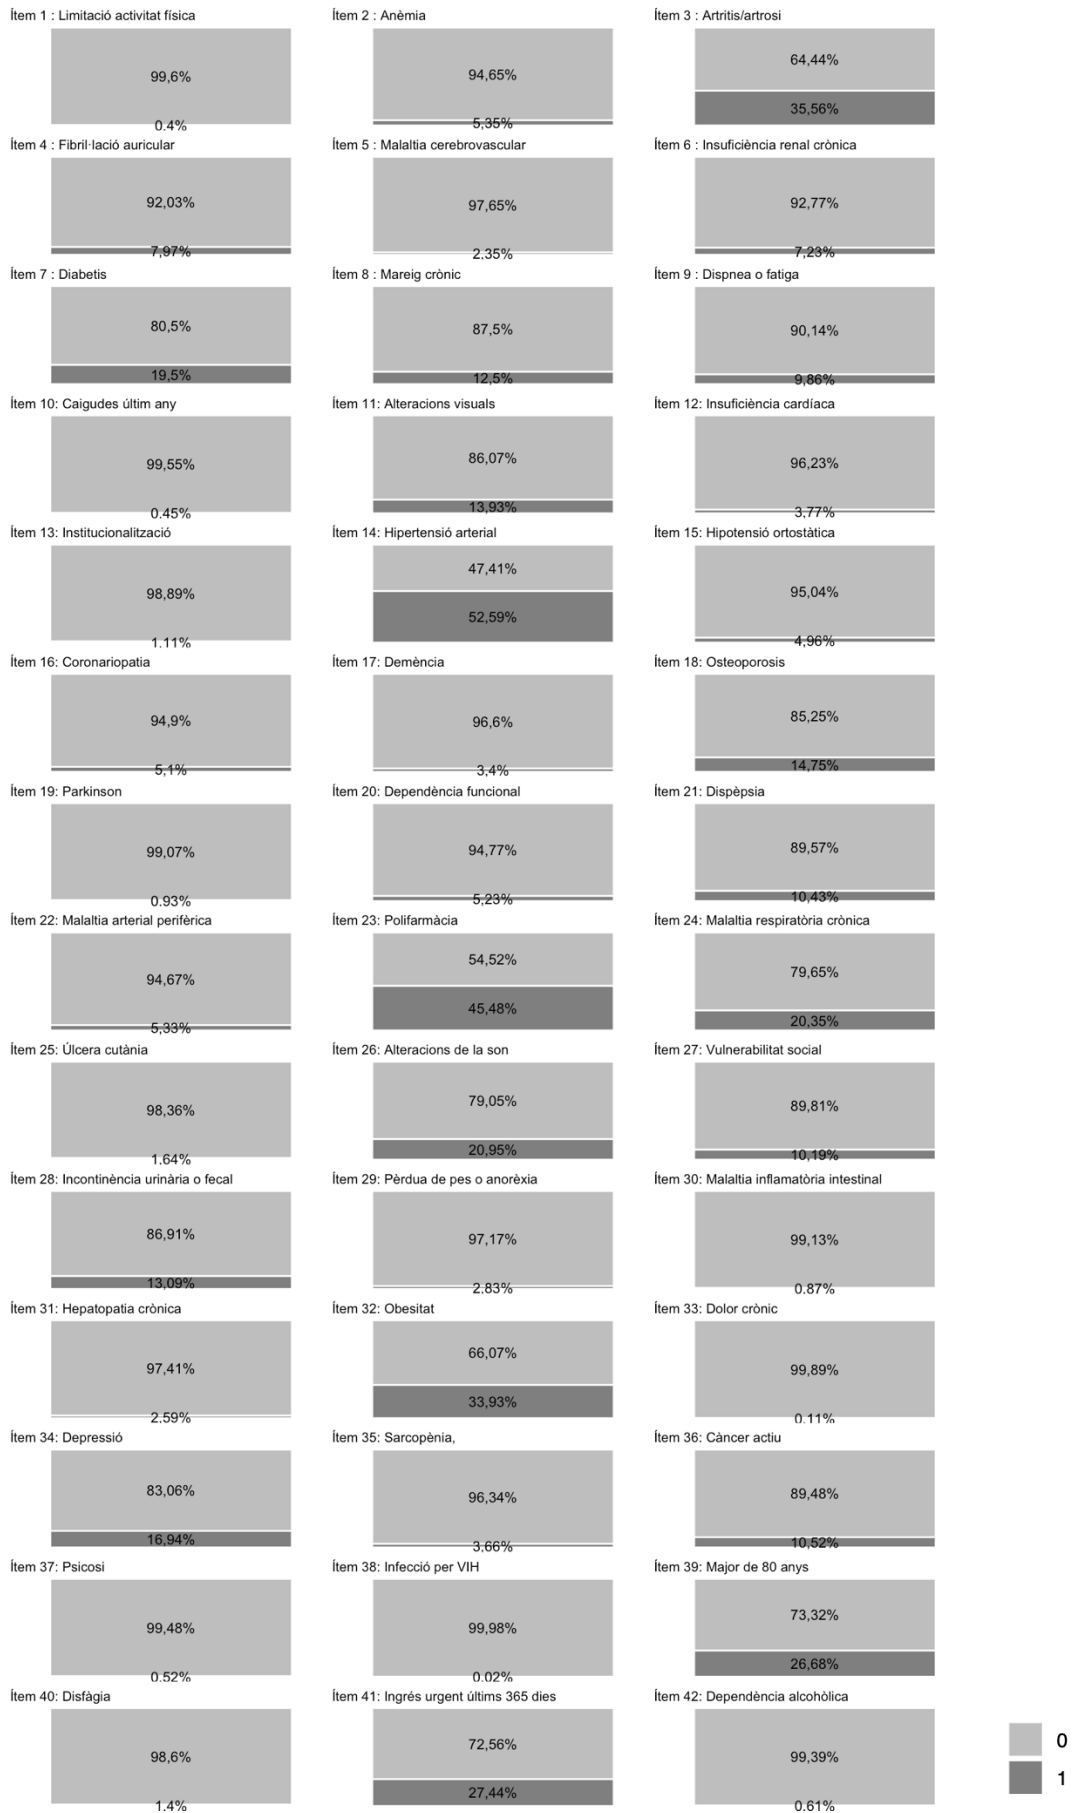 Ítem 1 : Limitació activitat física
99,6%
0.4%
Ítem 2 : Anèmia
94,65%
5,35%
Ítem 3 : Artritis/artrosi
64,44%
35,56%
Ítem 4 : Fibril·lació auricular
92,03%
7,97%
Ítem 5 : Malaltia cerebrovascular
97,65%
2.35%
Ítem 6 : Insuficiència renal crònica
92,77%
7,23%
Ítem 7 : Diabetis
80,5%
19,5%
Ítem 8 : Mareig crònic
87,5%
12,5%
Ítem 9 : Dispnea o fatiga
90,14%
9,86%
Ítem 10: Caigudes últim any
99,55%
0.45%
Ítem 11: Alteracions visuals
86,07%
13,93%
Ítem 12: Insuficiència cardíaca
96,23%
3,77%
Ítem 13: Institucionalització
98,89%
1.11%
Ítem 14: Hipertensió arterial
47,41%
52,59%
Ítem 15: Hipotensió ortostàtica
95,04%
4,96%
Ítem 16: Coronariopatia
94,9%
5,1%
Ítem 17: Demència
96,6%
3,4%
Ítem 18: Osteoporosis
85,25%
14,75%
Ítem 19: Parkinson
99,07%
0.93%
Ítem 20: Dependència funcional
94,77%
5,23%
Ítem 21: Dispèpsia
89,57%
10,43%
Ítem 22: Malaltia arterial perifèrica
94,67%
5,33%
Ítem 23: Polifarmàcia
54,52%
45,48%
Ítem 24: Malaltia respiratòria crònica
79,65%
20,35%
Ítem 25: Úlcera cutània
98,36%
1.64%
Ítem 26: Alteracions de la son
79,05%
20,95%
Ítem 27: Vulnerabilitat social
89,81%
10,19%
Ítem 28: Incontinència urinària o fecal
86,91%
13,09%
Ítem 29: Pèrdua de pes o anorèxia
97,17%
2.83%
Ítem 30: Malaltia inflamatòria intestinal
99,13%
0.87%
Ítem 31: Hepatopatia crònica
97,41%
2.59%
Ítem 32: Obesitat
66,07%
33,93%
Ítem 33: Dolor crònic
99,89%
0.11%
Ítem 34: Depressió
83,06%
16,94%
Ítem 35: Sarcopènia,
96,34%
3,66%
Ítem 36: Càncer actiu
89,48%
10,52%
Ítem 37: Psicosi
99,48%
0.52%
Ítem 38: Infecció per VIH
99,98%
0.02%
Ítem 39: Major de 80 anys
73,32%
26,68%
Ítem 40: Disfàgia
98,6%
1.4%
Ítem 41: Ingrés urgent últims 365 dies
72,56%
27,44%
Ítem 42: Dependència alcohòlica
99,39%
0.61%
0
1